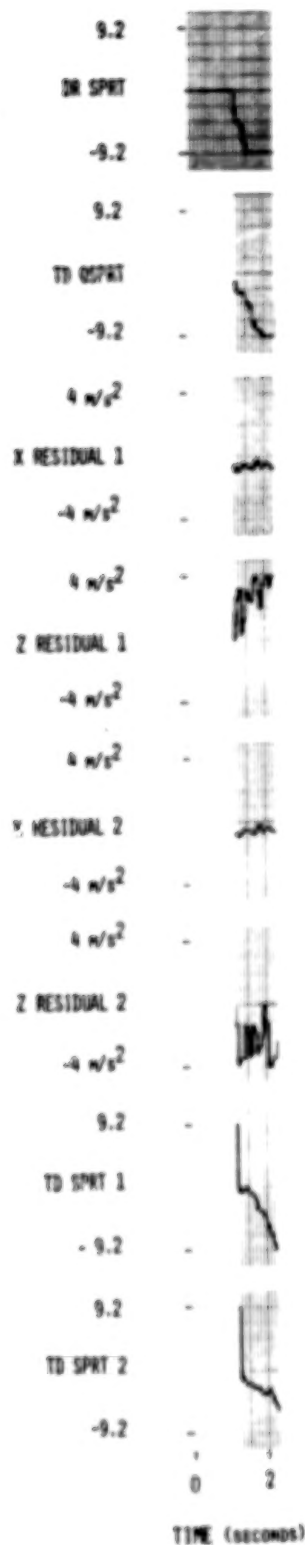 9.2
DR SPRT
-9.2
9.2
TD QSPRT
-9.2
4 m/s2
X RESIDUAL 1
-4 m/s2
4 m/s2
Z RESIDUAL 1
-4 m/s2
4 m/s2
RESIDUAL 2
-4 m/s2
4 m/s2
Z RESIDUAL 2
-4 m/s2
9.2
TD SPRT 1
- 9.2
9.2
TD SPRT 2
-9.2
0 2
TIME (SECONDS)